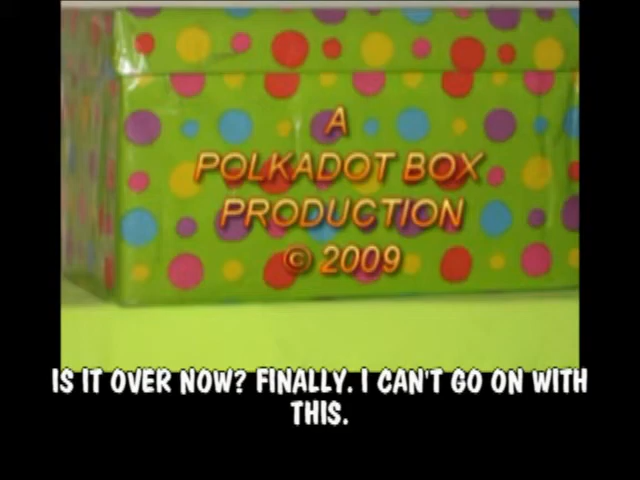 A
POLKADOT BOX
PRODUCTION
© 2009
IS IT OVER NOW? FINALLY. I CAN'T GO ON WITH
THIS.